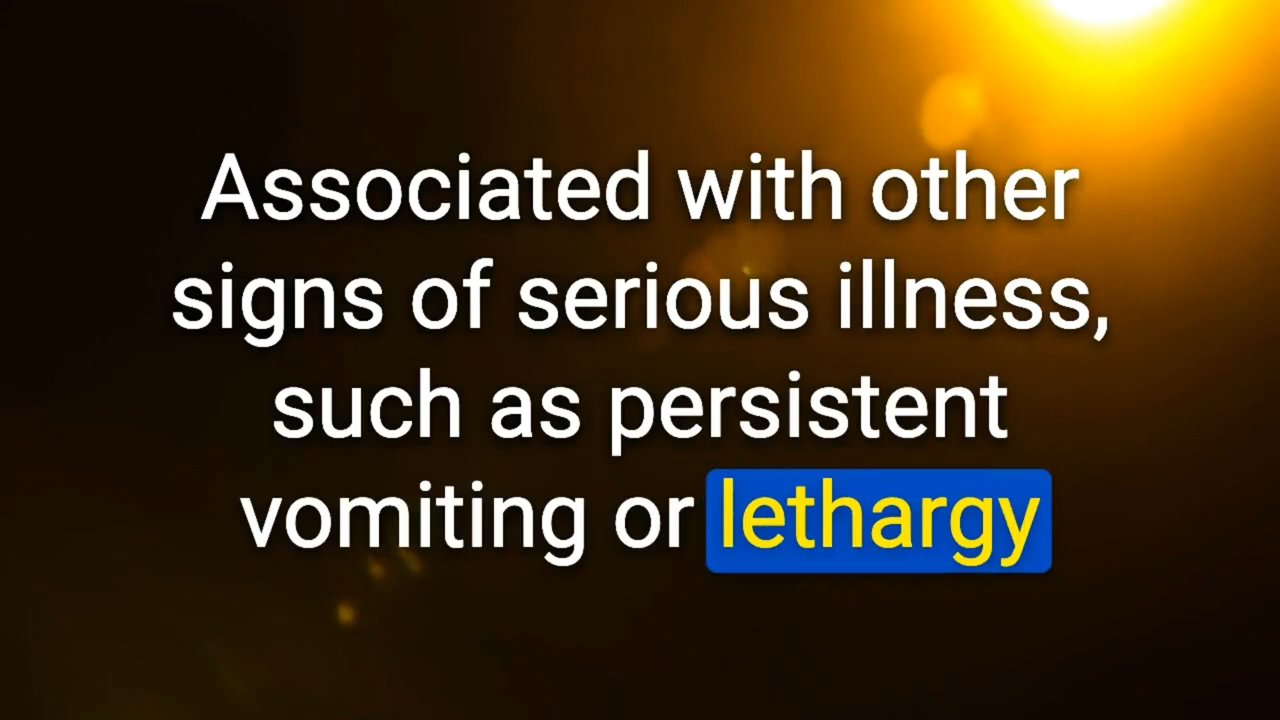 Associated with other
signs of serious illness,
such as persistent
vomiting or lethargy